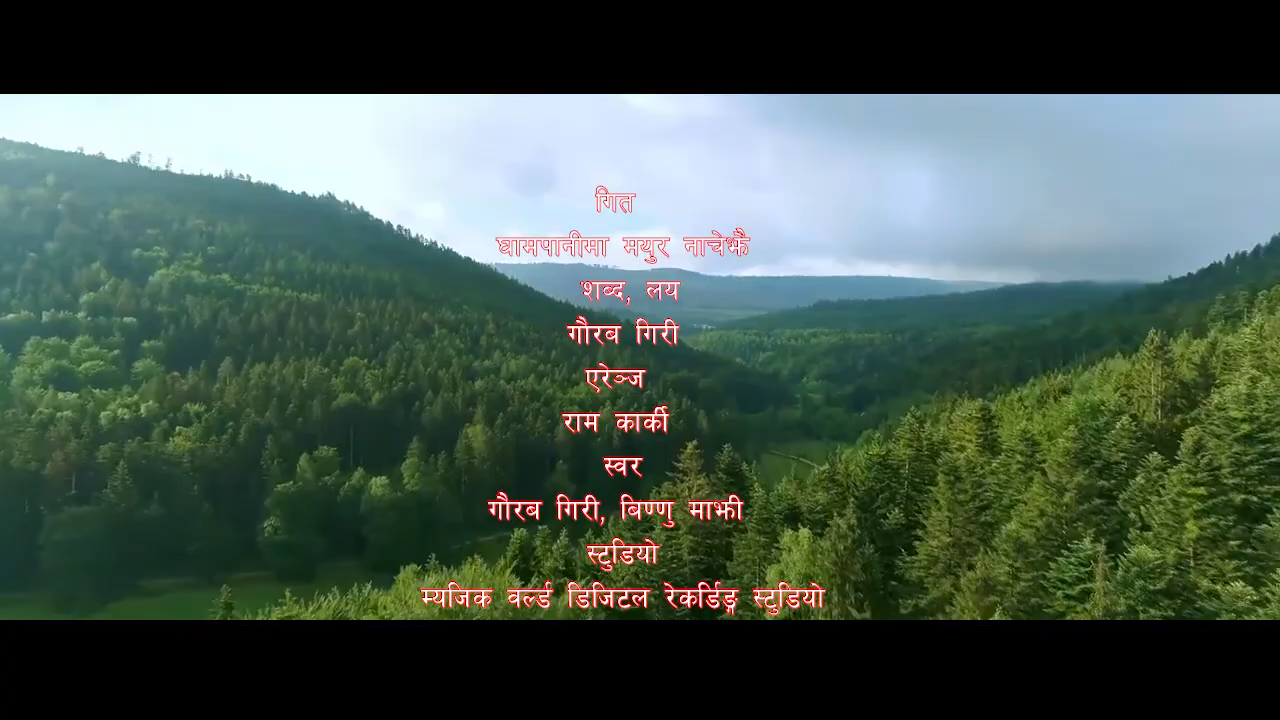 गित
घामपानीमा मयुर नाचेझै
शब्द, लय
गौरब गिरी
एरेञ्ज
राम कार्की
स्वर
गौरब गिरी, बिण्णु माझी
स्टुडियो
म्यजिक वर्ल्ड डिजिटल रेकर्डिङ्ग स्टुडियो